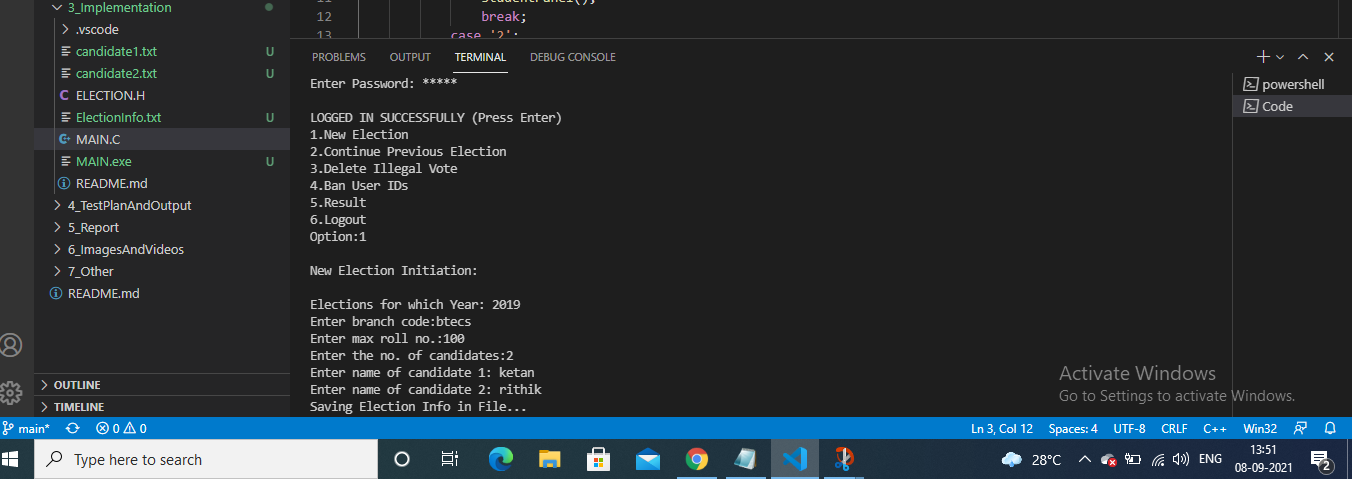 3_Implementation
.vscode
candidate1.txt U
candidate2.txt U
C ELECTION.H
ElectionInfo.txt U
MAIN.C
MAIN.exe U
README.md
4_TestPlanAndOutput
5_Report
6_ImagesAndVideos
7_Other
README.md
OUTLINE
TIMELINE
11 studentPanel();
12 break;
13 case '2':
PROBLEMS OUTPUT TERMINAL DEBUG CONSOLE
Enter Password: *****
LOGGED IN SUCCESSFULLY (Press Enter)
1.New Election
2.Continue Previous Election
3.Delete Illegal Vote
4.Ban User IDs
5.Result
6.Logout
Option:1
New Election Initiation:
Elections for which Year: 2019
Enter branch code:btecs
Enter max roll no.:100
Enter the no. of candidates:2
Enter name of candidate 1: ketan
Enter name of candidate 2: rithik
Saving Election Info in File...
powershell
Code
Activate Windows
Go to Settings to activate Windows.
main* 0 0 Ln 3, Col 12 Spaces: 4 UTF-8 CRLF C++ Win32
Type here to search 28°C ENG 13:51
08-09-2021 2